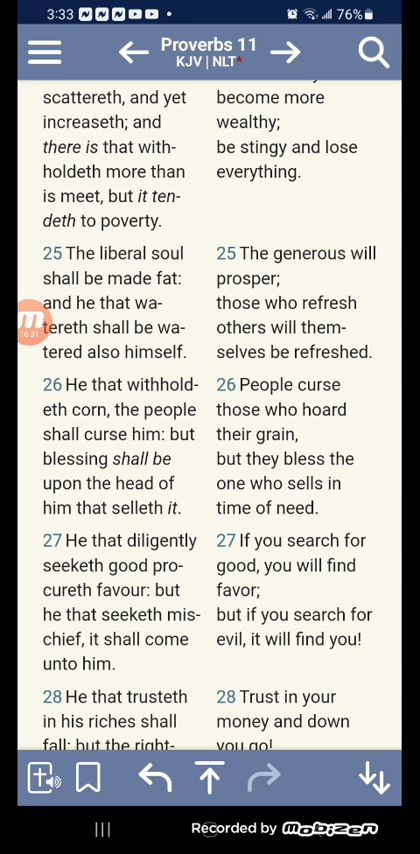 3:33
76%
Proverbs 11
KJV | NLT*
scattereth, and yet
increaseth; and
there is that with-
holdeth more than
is meet, but it ten-
deth to poverty.
25 The liberal soul
shall be made fat:
and he that wa-
tereth shall be wa-
tered also himself.
26 He that withhold-
eth corn, the people
shall curse him: but
blessing shall be
upon the head of
him that selleth it.
27 He that diligently
seeketh good pro-
cureth favour: but
he that seeketh mis-
chief, it shall come
unto him.
28 He that trusteth
in his riches shall
fall: but the right-
become more
wealthy;
be stingy and lose
everything.
25 The generous will
prosper;
those who refresh
others will them-
selves be refreshed.
26 People curse
those who hoard
their grain,
but they bless the
one who sells in
time of need.
27 If you search for
good, you will find
favor;
but if you search for
evil, it will find you!
28 Trust in your
money and down
you go!
m
16:31
Recorded by mobizen